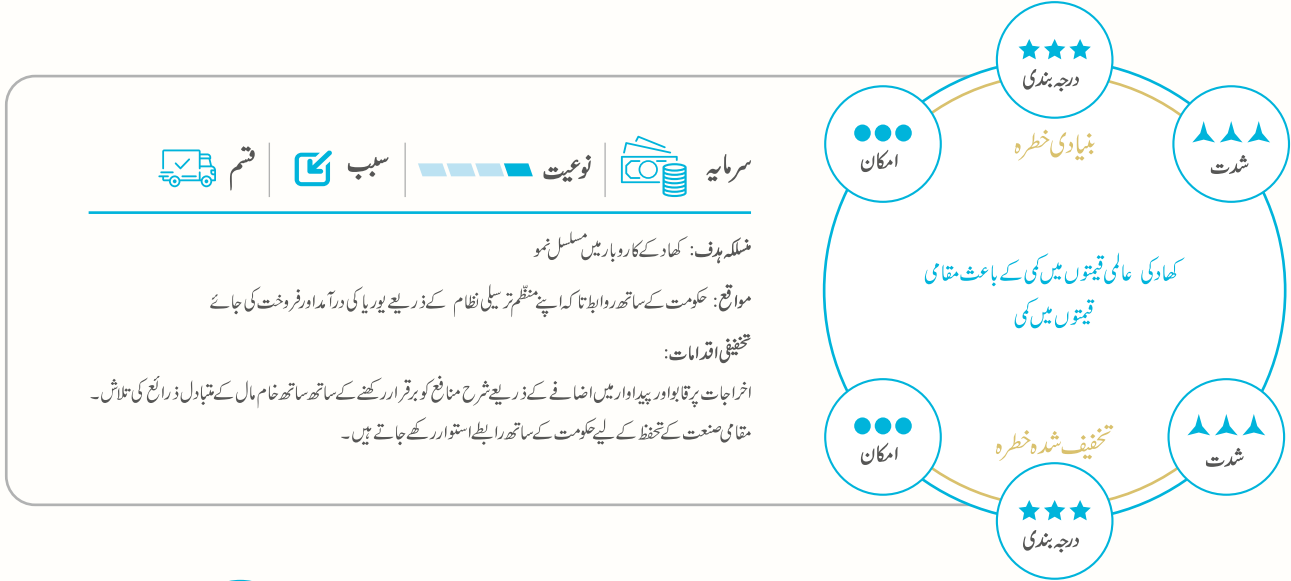 درجہ بندی
شدت
امکان
بنیادی خطرہ
کھاد کی عالمی قیمتوں میں کمی کے باعث مقامی
قیمتوں میں کمی
تخفیف شدہ خطرہ
شدت
امکان
درجہ بندی
سرمایہ
نوعیت
سبب
قسم
منسلکہ ہدف: کھاد کے کاروبار میں مسلسل نمو
مواقع: حکومت کے ساتھ روابط تاکہ اپنے منظّم ترسیلی نظام کے ذریعے یوریا کی درآمد اور فروخت کی جائے
تخفیفی اقدامات:
اخراجات پر قابو اور پیداوار میں اضافے کے ذریعے شرح منافع کو برقرار رکھنے کے ساتھ ساتھ خام مال کے متبادل ذرائع کی تلاش۔
مقامی صنعت کے تحفظ کے لیے حکومت کے ساتھ رابطے استوار رکھے جاتے ہیں۔